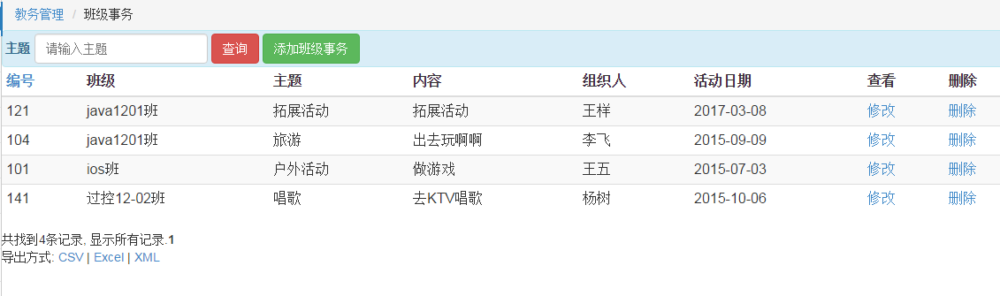 教务管理 / 班级事务
主题 请输入主题 查询 添加班级事务
编号 班级 主题 内容 组织人 活动日期 查看 删除
121 java1201班 拓展活动 拓展活动 王样 2017-03-08 修改 删除
104 java1201班 旅游 出去玩啊啊 李飞 2015-09-09 修改 删除
101 ios班 户外活动 做游戏 王五 2015-07-03 修改 删除
141 过控12-02班 唱歌 去KTV唱歌 杨树 2015-10-06 修改 删除
共找到4条记录, 显示所有记录.1
导出方式: CSV | Excel | XML